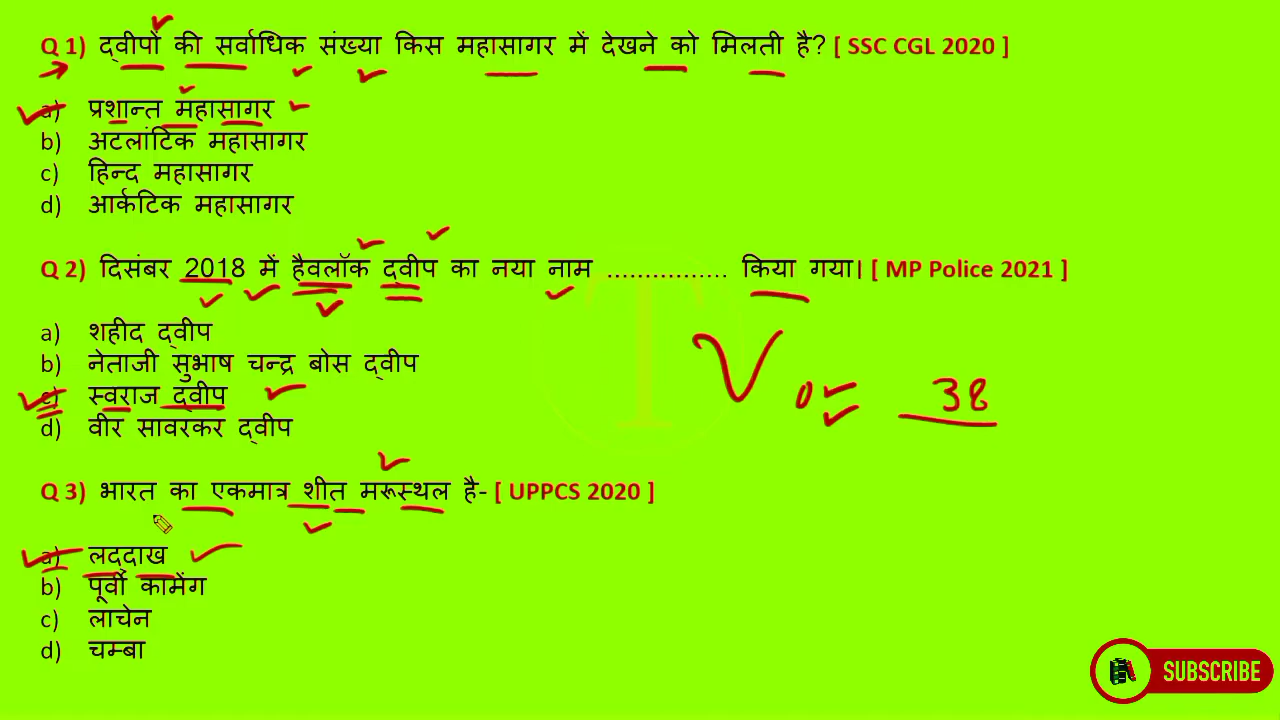 Q 1) द्वीपों की सर्वाधिक संख्या किस महासागर में देखने को मिलती है? [ SSC CGL 2020 ]
a) प्रशान्त महासागर
b) अटलांटिक महासागर
c) हिन्द महासागर
d) आर्कटिक महासागर
Q 2) दिसंबर 2018 में हैवलॉक द्वीप का नया नाम ................ किया गया। [ MP Police 2021 ]
a) शहीद द्वीप
b) नेताजी सुभाष चन्द्र बोस द्वीप
c) स्वराज द्वीप
d) वीर सावरकर द्वीप
38
Q 3) भारत का एकमात्र शीत मरूस्थल है- [ UPPCS 2020 ]
a) लद्दाख
b) पूर्वी कामेंग
c) लाचेन
d) चम्बा
SUBSCRIBE